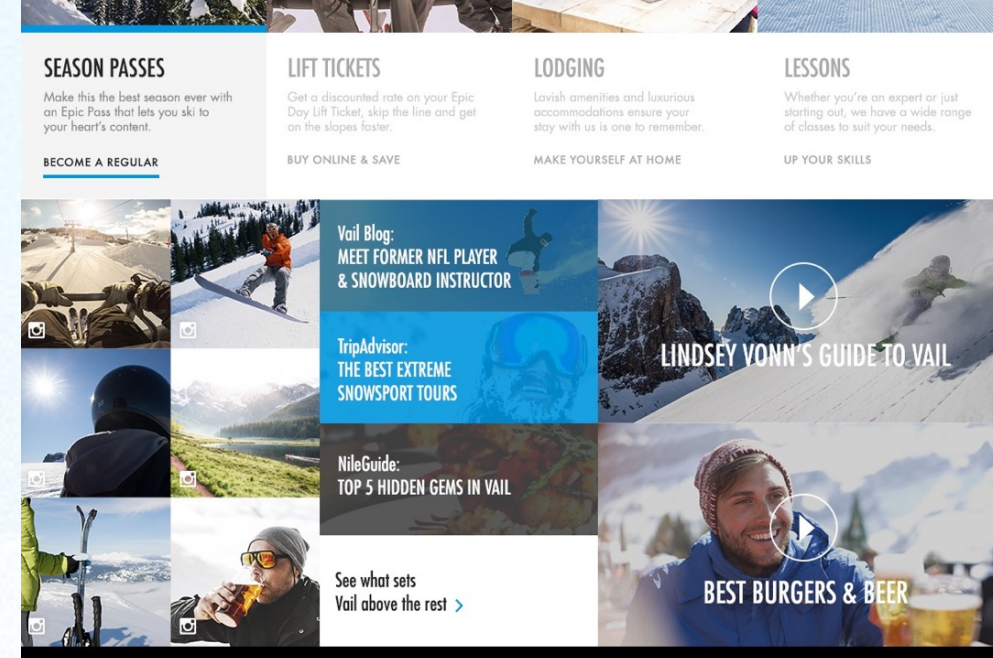 SEASON PASSES
Make this the best season ever with
an Epic Pass that lets you ski to
your heart's content.
BECOME A REGULAR
LIFT TICKETS
Get a discounted rate on your Epic
Day Lift Ticket, skip the line and get
on the slopes faster.
BUY ONLINE & SAVE
LODGING
Lavish amenities and luxurious
accommodations ensure your
stay with us is one to remember.
MAKE YOURSELF AT HOME
LESSONS
Whether you're an expert or just
starting out, we have a wide range
of classes to suit your needs.
UP YOUR SKILLS
Vail Blog:
MEET FORMER NFL PLAYER
& SNOWBOARD INSTRUCTOR
TripAdvisor:
THE BEST EXTREME
SNOWSPORT TOURS
NileGuide:
TOP 5 HIDDEN GEMS IN VAIL
See what sets
Vail above the rest >
LINDSEY VONN'S GUIDE TO VAIL
BEST BURGERS & BEER